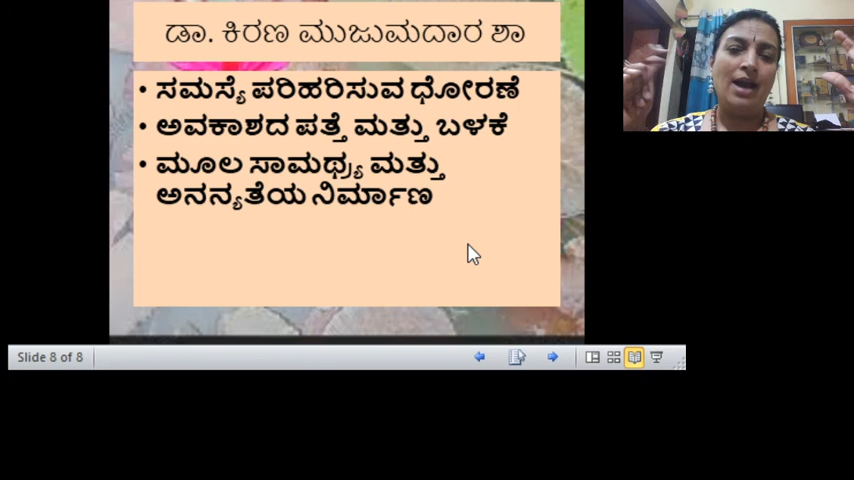 ಡಾ. ಕಿರಣ ಮುಜುಮದಾರ ಶಾ
• ಸಮಸ್ಯೆ ಪರಿಹರಿಸುವ ಧೋರಣೆ
• ಅವಕಾಶದ ಪತ್ತೆ ಮತ್ತು ಬಳಕೆ
• ಮೂಲ ಸಾಮರ್ಥ್ಯ ಮತ್ತು
ಅನನ್ಯತೆಯ ನಿರ್ಮಾಣ
Slide 8 of 8